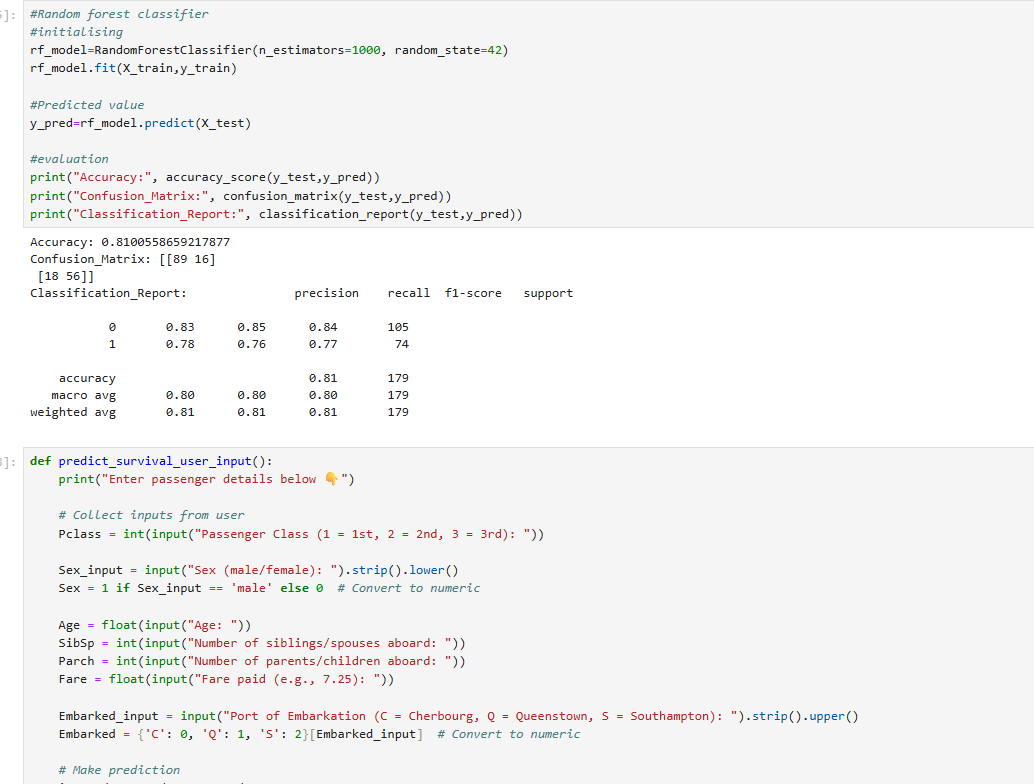 ]:
#Random forest classifier
#initialising
rf_model=RandomForestClassifier(n_estimators=1000, random_state=42)
rf_model.fit(X_train,y_train)
#Predicted value
y_pred=rf_model.predict(X_test)
#evaluation
print("Accuracy:", accuracy_score(y_test,y_pred))
print("Confusion_Matrix:", confusion_matrix(y_test,y_pred))
print("Classification_Report:", classification_report(y_test,y_pred))
Accuracy: 0.8100558659217877
Confusion_Matrix: [[89 16]
 [18 56]]
Classification_Report:               precision    recall  f1-score   support
           0       0.83      0.85      0.84       105
           1       0.78      0.76      0.77        74
    accuracy                           0.81       179
   macro avg       0.80      0.80      0.80       179
weighted avg       0.81      0.81      0.81       179
]:
def predict_survival_user_input():
    print("Enter passenger details below 👇")
    # Collect inputs from user
    Pclass = int(input("Passenger Class (1 = 1st, 2 = 2nd, 3 = 3rd): "))
    Sex_input = input("Sex (male/female): ").strip().lower()
    Sex = 1 if Sex_input == 'male' else 0  # Convert to numeric
    Age = float(input("Age: "))
    SibSp = int(input("Number of siblings/spouses aboard: "))
    Parch = int(input("Number of parents/children aboard: "))
    Fare = float(input("Fare paid (e.g., 7.25): "))
    Embarked_input = input("Port of Embarkation (C = Cherbourg, Q = Queenstown, S = Southampton): ").strip().upper()
    Embarked = {'C': 0, 'Q': 1, 'S': 2}[Embarked_input]  # Convert to numeric
    # Make prediction